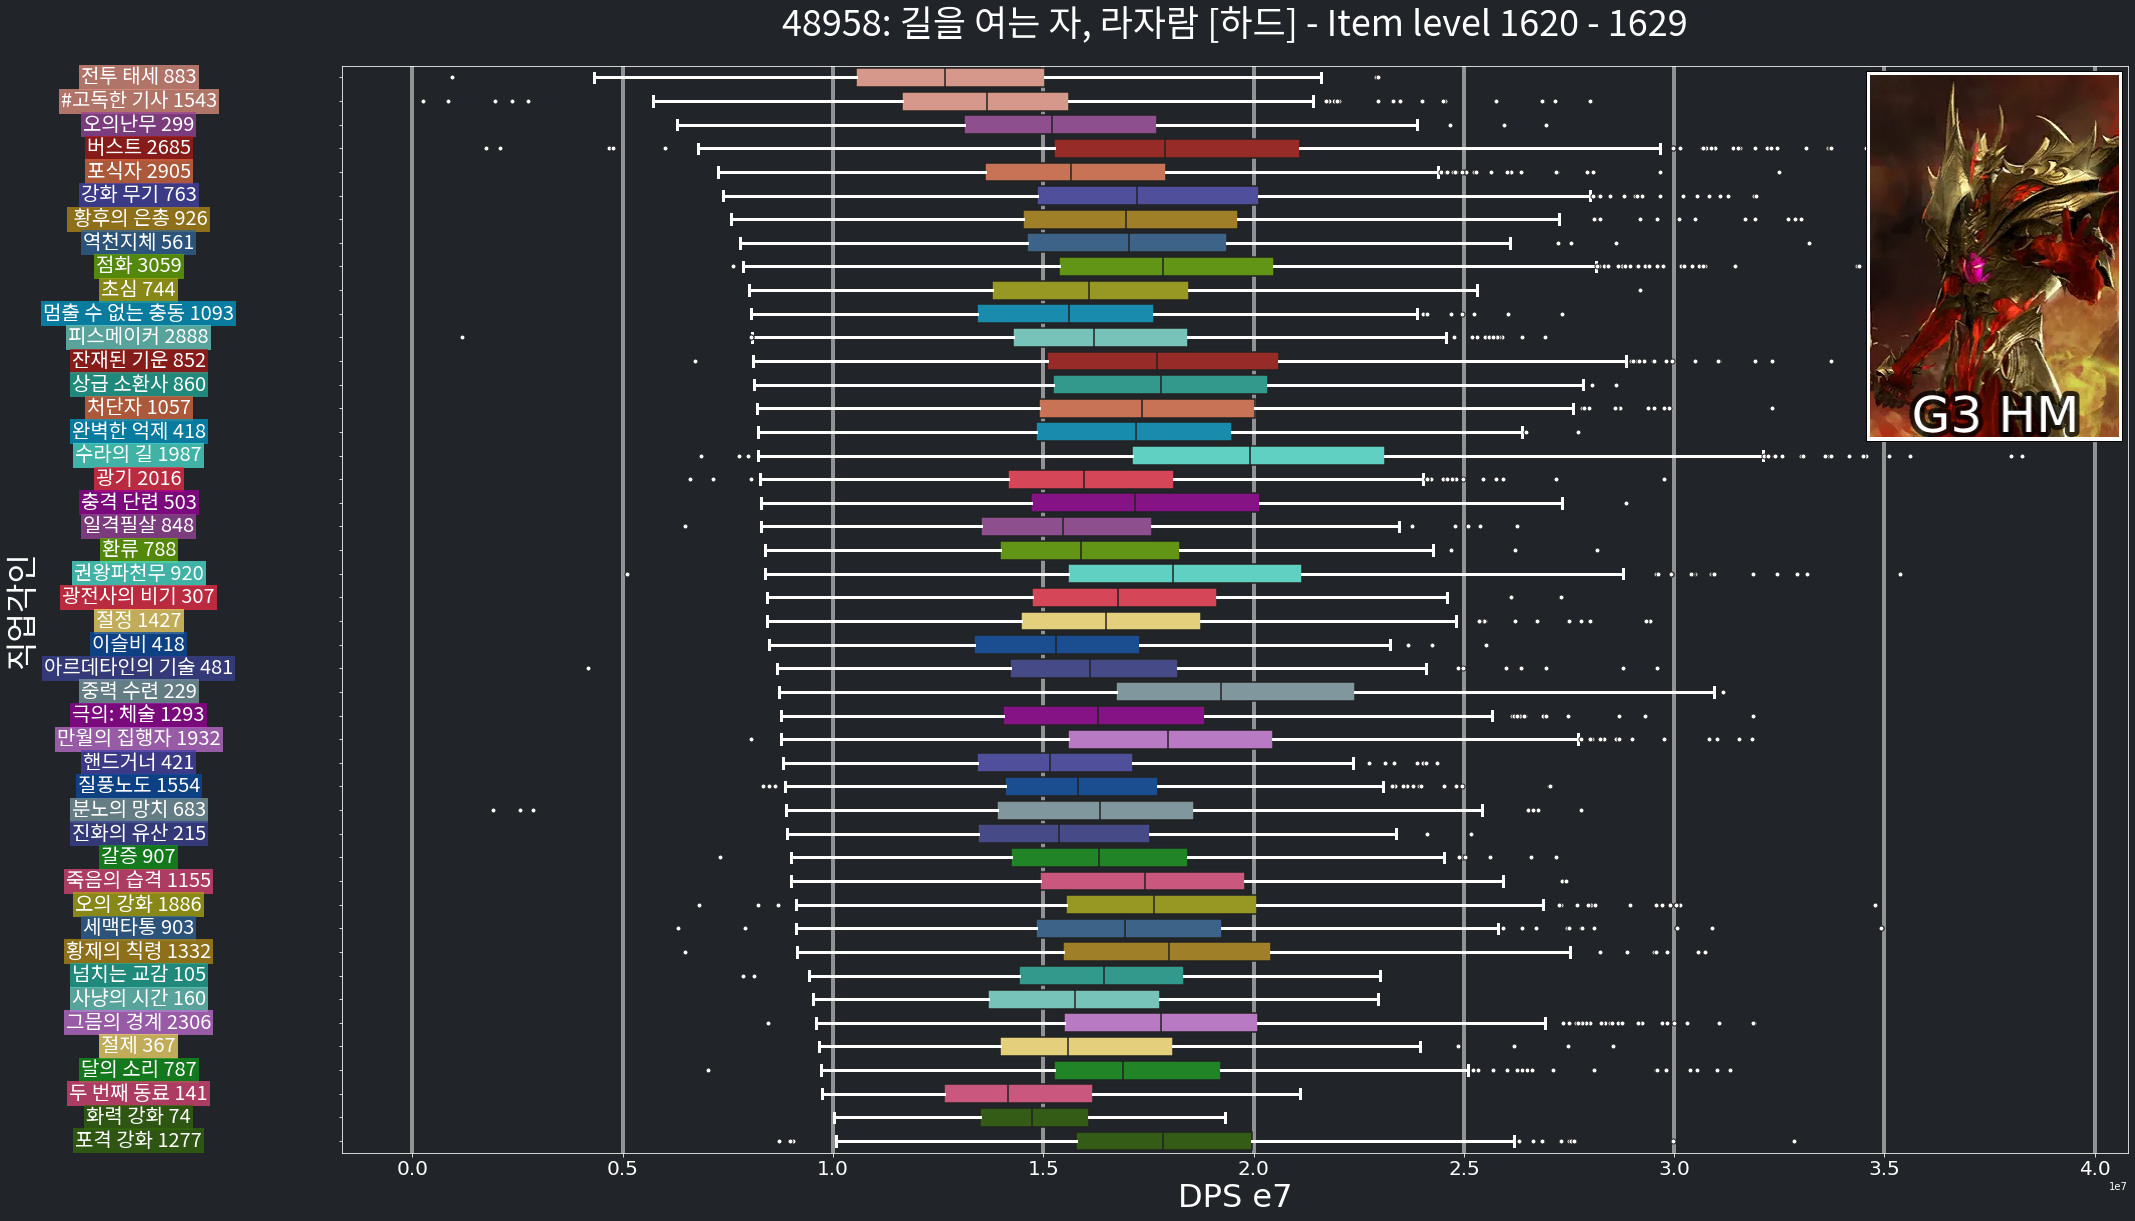 48958: 길을 여는 자, 라자람 [하드] - Item level 1620 - 1629
전투 태세 883
#고독한 기사 1543
오의난무 299
버스트 2685
포식자 2905
강화 무기 763
황후의 은총 926
역천지체 561
점화 3059
초심 744
멈출 수 없는 충동 1093
피스메이커 2888
잔재된 기운 852
상급 소환사 860
처단자 1057
완벽한 억제 418
수라의 길 1987
광기 2016
충격 단련 503
일격필살 848
환류 788
권왕파천무 920
광전사의 비기 307
절정 1427
이슬비 418
아르데타인의 기술 481
중력 수련 229
극의: 체술 1293
만월의 집행자 1932
핸드거너 421
질풍노도 1554
분노의 망치 683
진화의 유산 215
갈증 907
죽음의 습격 1155
오의 강화 1886
세맥타통 903
황제의 칙령 1332
넘치는 교감 105
사냥의 시간 160
그믐의 경계 2306
절제 367
달의 소리 787
두 번째 동료 141
화력 강화 74
포격 강화 1277
직업각인
G3 HM
0.0 0.5 1.0 1.5 2.0 2.5 3.0 3.5 4.0
1e7
DPS e7